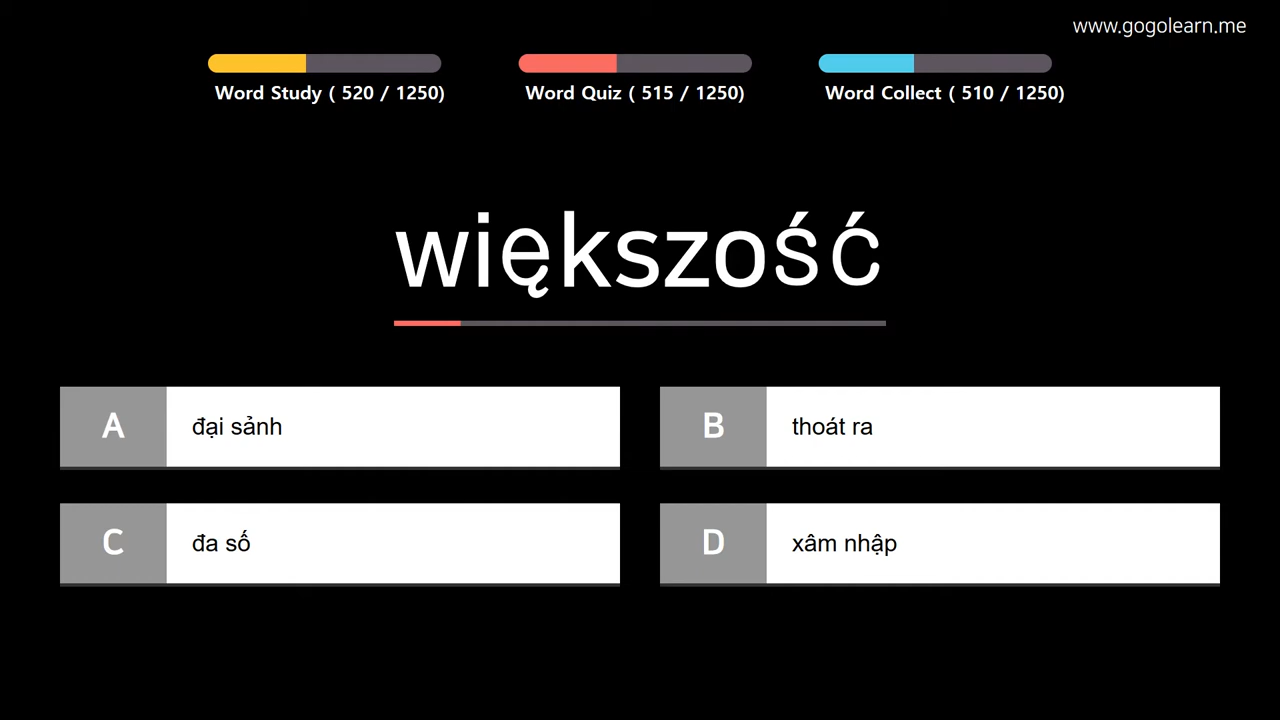 www.gogolearn.me
Word Study ( 520 / 1250)
Word Quiz ( 515 / 1250)
Word Collect ( 510 / 1250)
większość
A đại sảnh
B thoát ra
C đa số
D xâm nhập